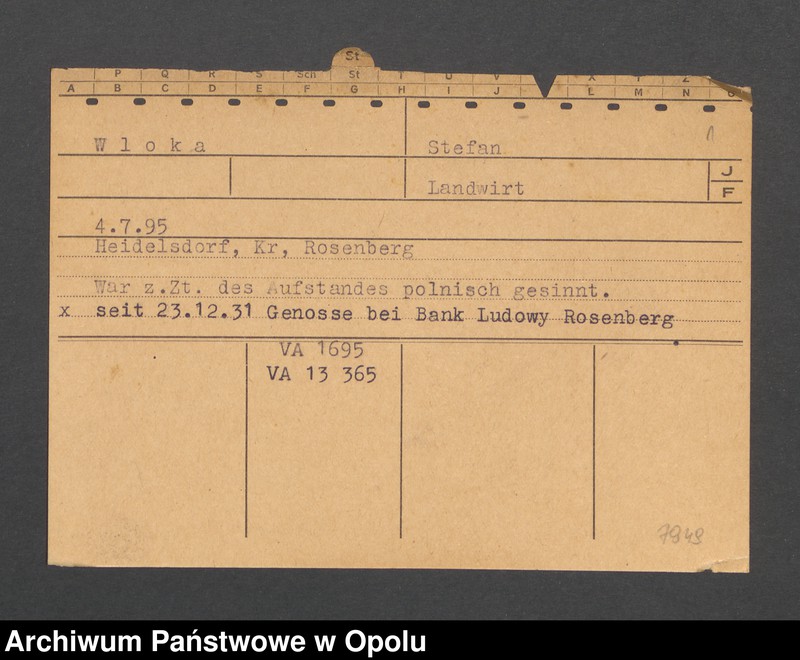 St
P Q R S Sch St T U V X Y Z
A B C D E F G H I J L M N
1
Wloka Stefan
Landwirt J
F
4.7.95
Heidelsdorf, Kr, Rosenberg
War z.Zt. des Aufstandes polnisch gesinnt.
x seit 23.12.31 Genosse bei Bank Ludowy Rosenberg
VA 1695
VA 13 365
7949
Archiwum Państwowe w Opolu